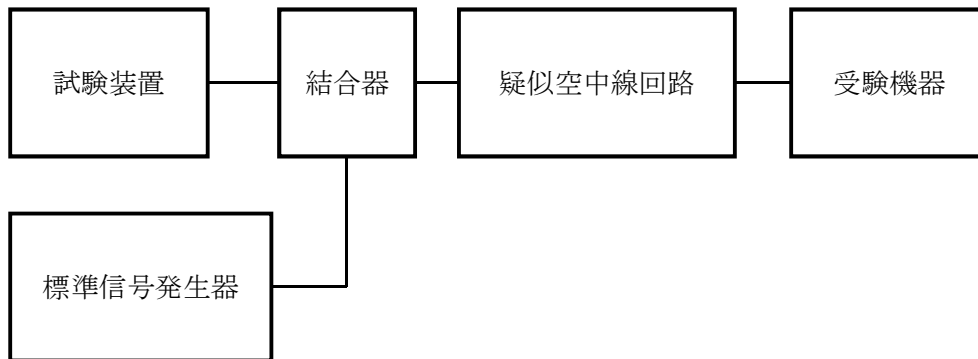 試験装置
結合器
疑似空中線回路
受験機器
標準信号発生器